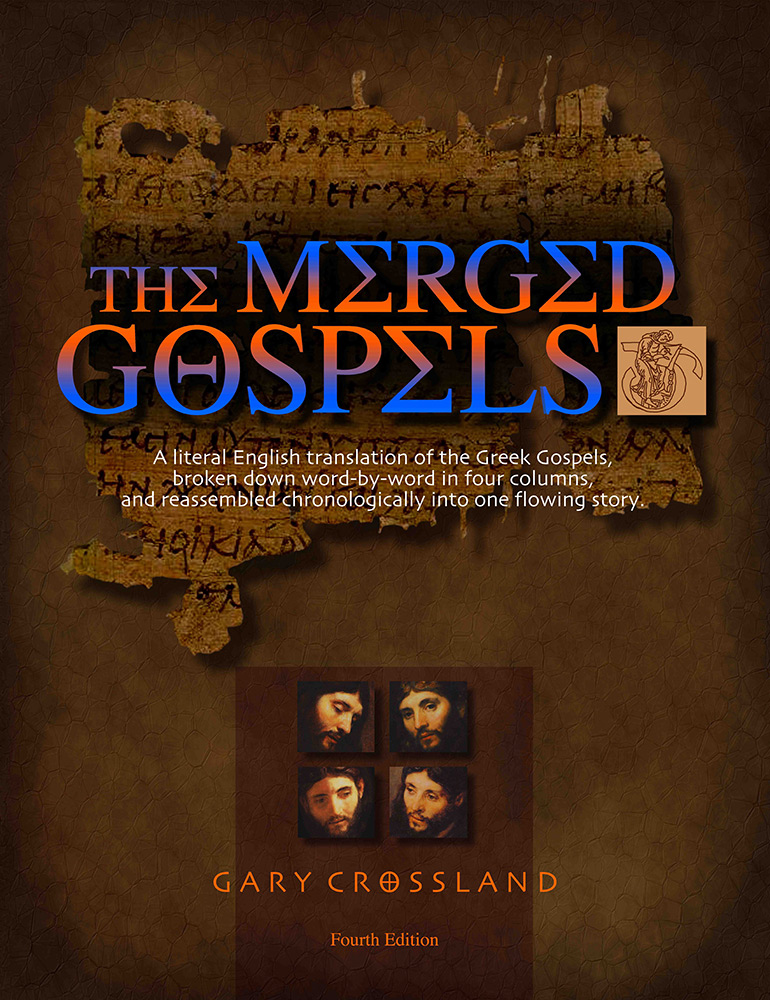 THE MERGED
GOSPELS
A literal English translation of the Greek Gospels,
broken down word-by-word in four columns,
and reassembled chronologically into one flowing story.
GARY CROSSLAND
Fourth Edition